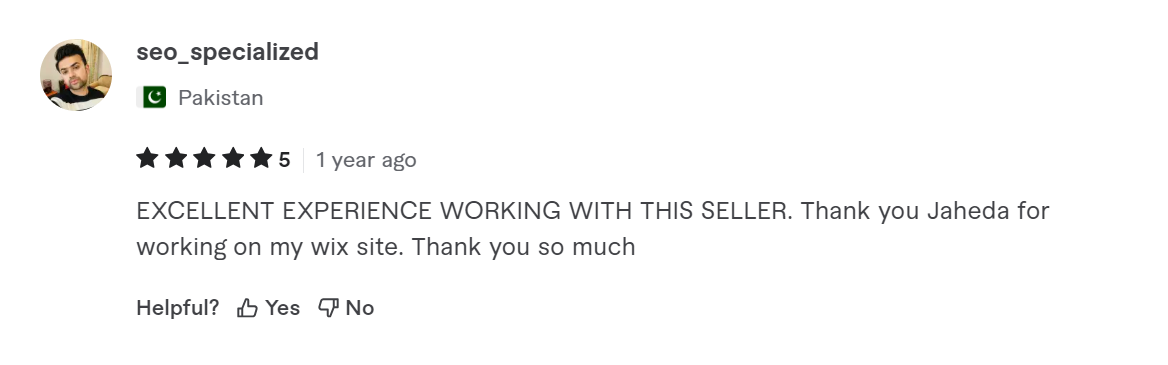 seo_specialized
Pakistan
5 1 year ago
EXCELLENT EXPERIENCE WORKING WITH THIS SELLER. Thank you Jaheda for
working on my wix site. Thank you so much
Helpful? Yes No